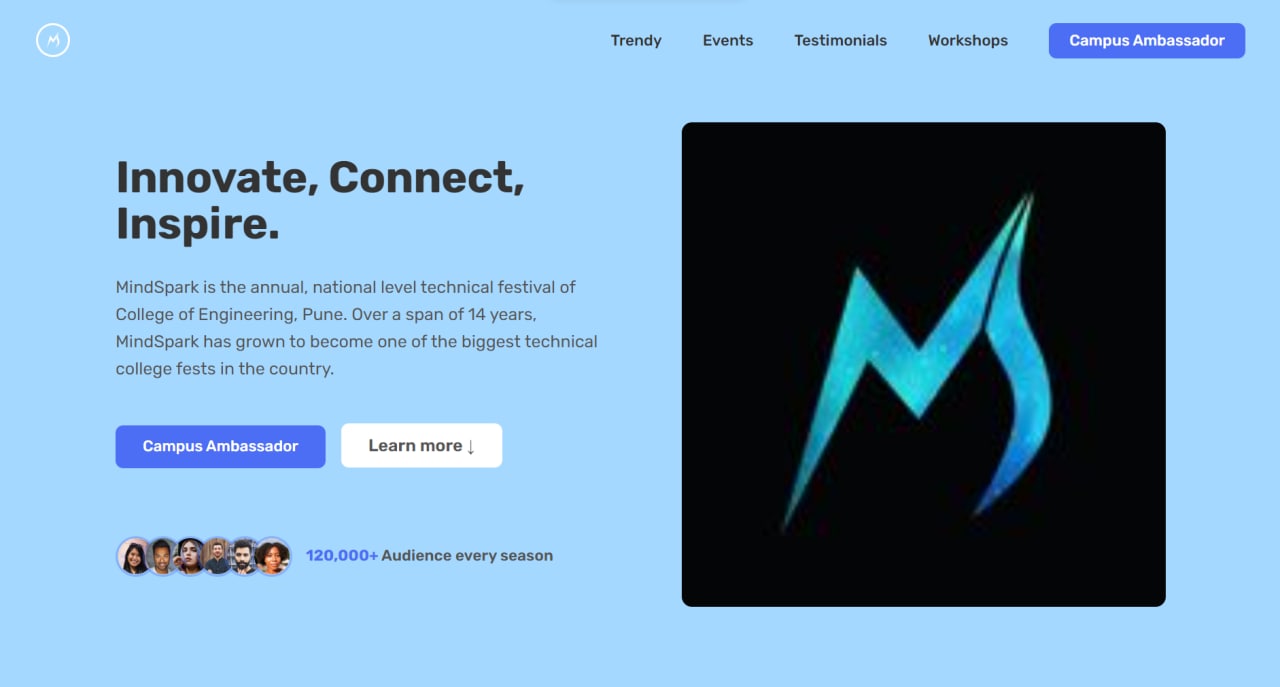 Trendy
Events
Testimonials
Workshops
Campus Ambassador
Innovate, Connect,
Inspire.
MindSpark is the annual, national level technical festival of
College of Engineering, Pune. Over a span of 14 years,
MindSpark has grown to become one of the biggest technical
college fests in the country.
Campus Ambassador
Learn more ↓
120,000+ Audience every season